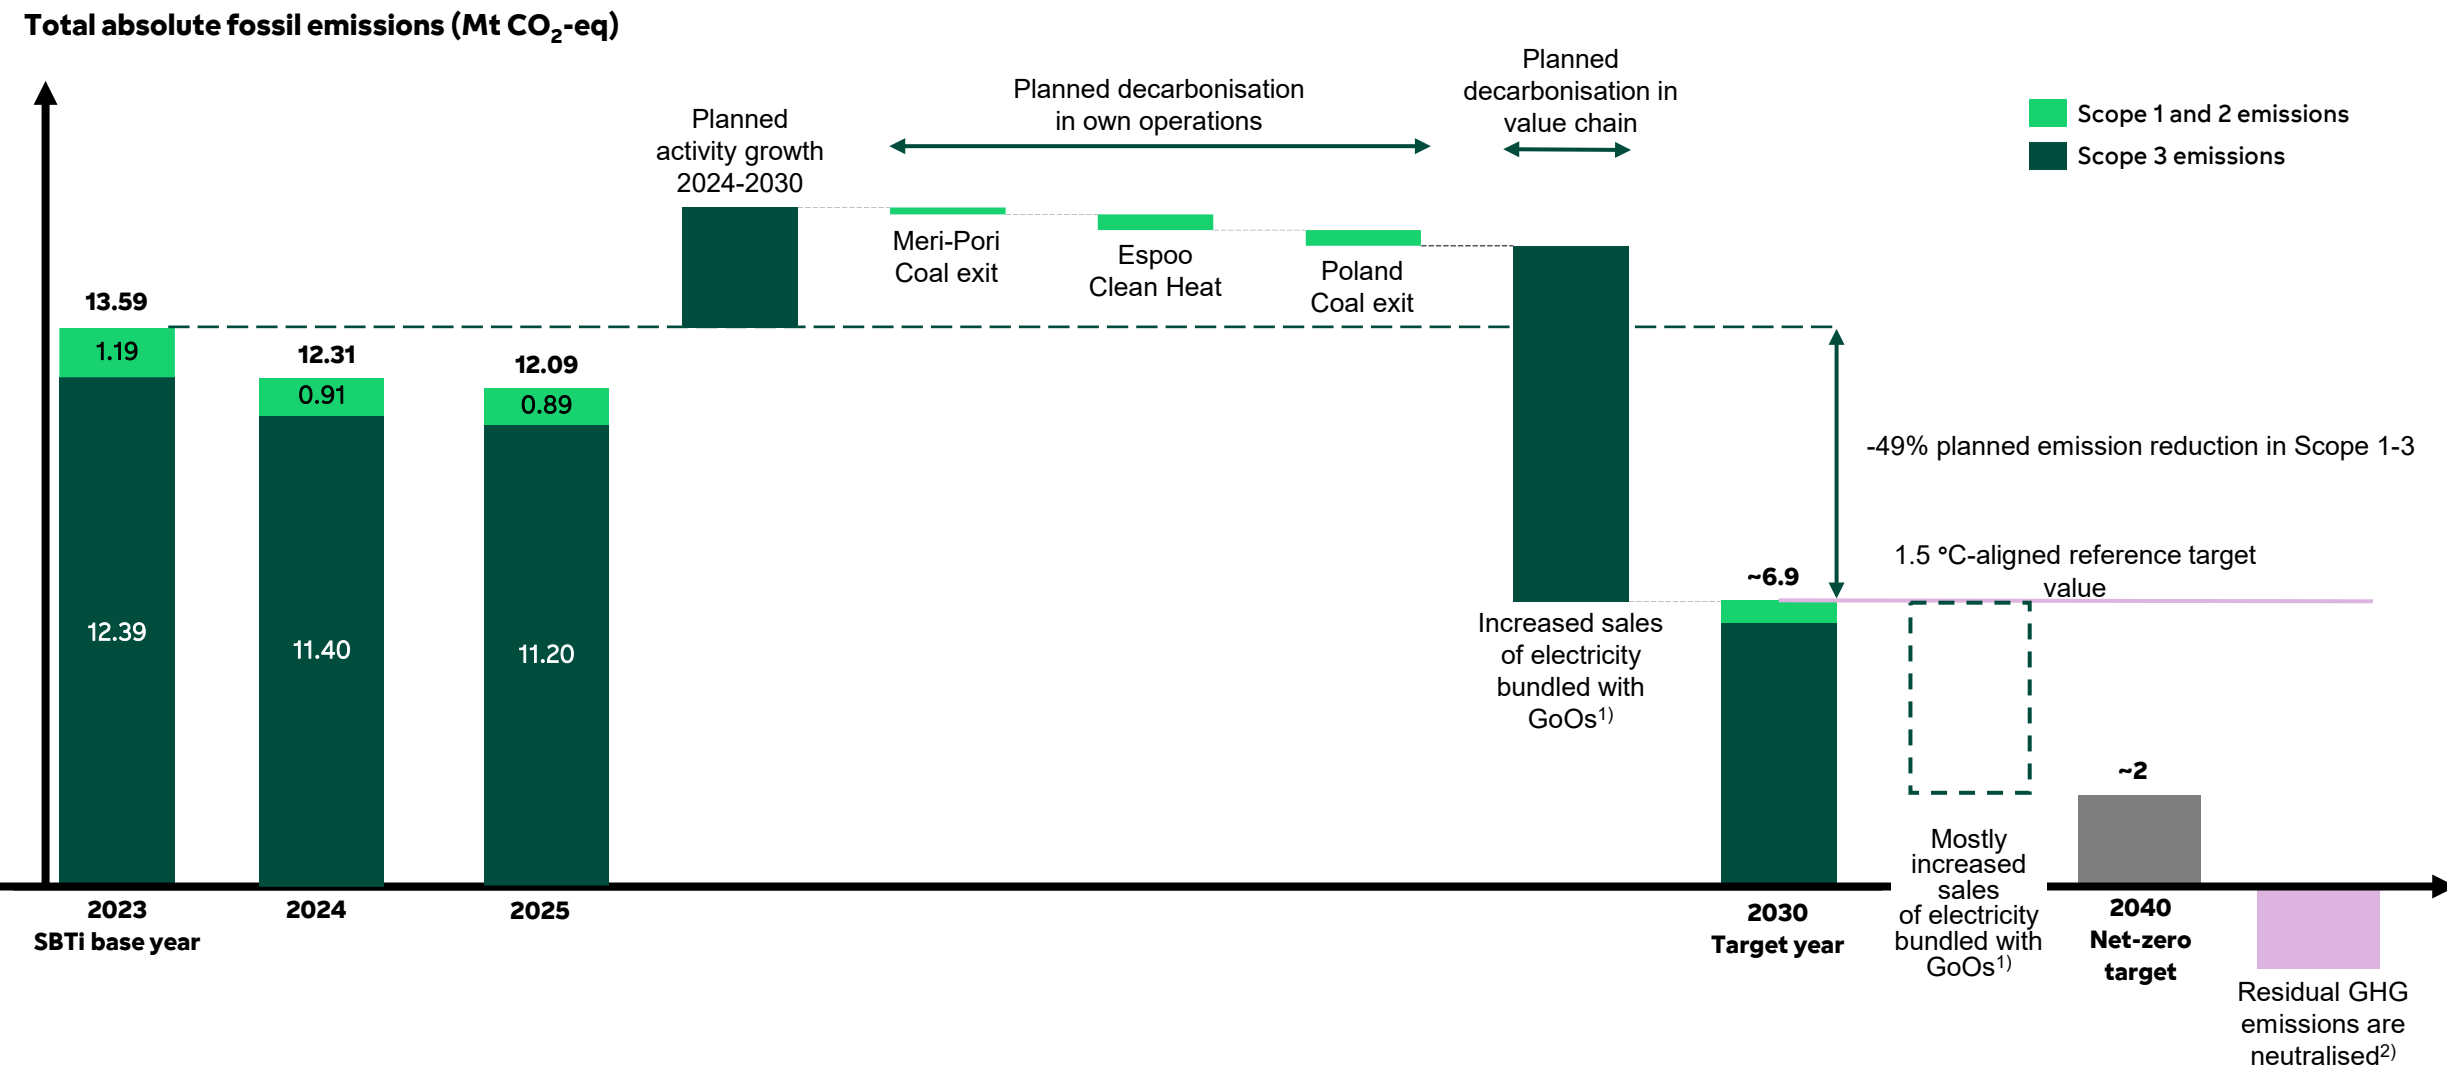 Total absolute fossil emissions (Mt CO₂-eq)
Planned
activity growth
2024-2030
Planned decarbonisation
in own operations
Planned
decarbonisation in
value chain
Scope 1 and 2 emissions
Scope 3 emissions
Meri-Pori
Coal exit
Espoo
Clean Heat
Poland
Coal exit
13.59
1.19
12.39
12.31
0.91
11.40
12.09
0.89
11.20
-49% planned emission reduction in Scope 1-3
1.5 °C-aligned reference target
value
~6.9
Increased sales
of electricity
bundled with
GoOs¹⁾
~2
Mostly
increased
sales
of electricity
bundled with
GoOs¹⁾
2023
SBTi base year
2024
2025
2030
Target year
2040
Net-zero
target
Residual GHG
emissions are
neutralised²⁾